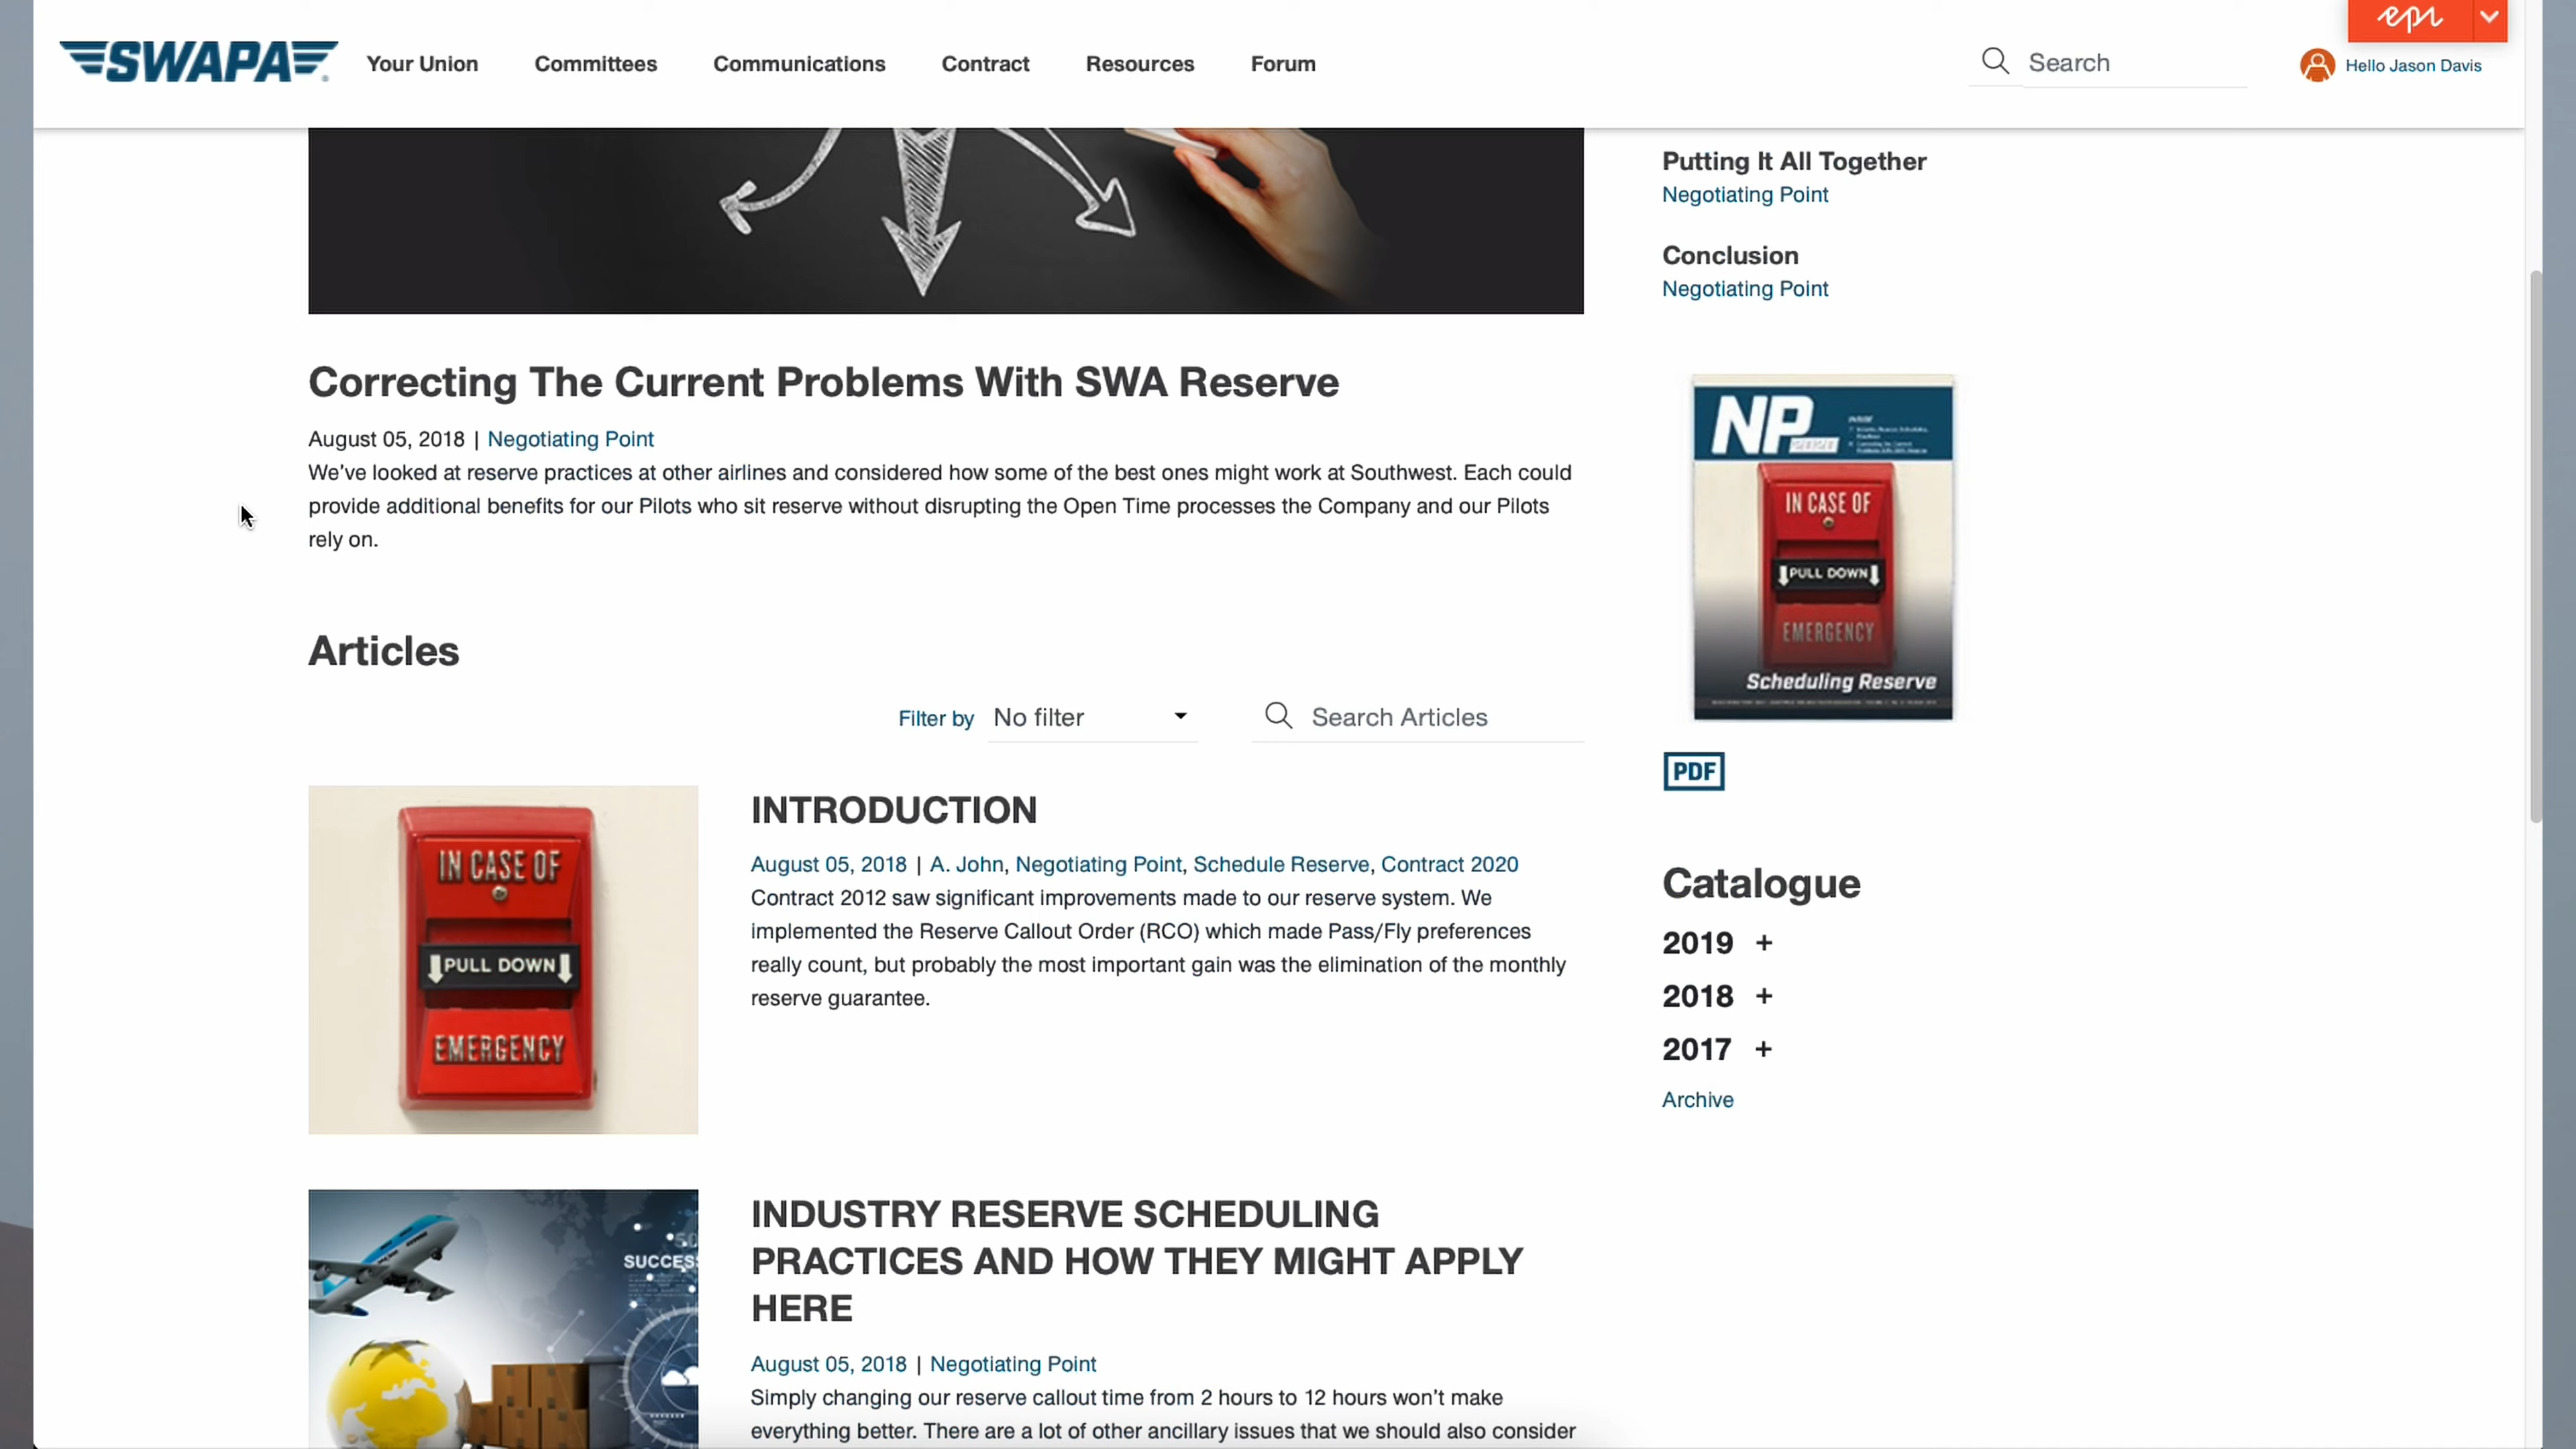 SWAPA
Your Union
Committees
Communications
Contract
Resources
Forum
Search
epi
Hello Jason Davis
Correcting The Current Problems With SWA Reserve
August 05, 2018 | Negotiating Point
We've looked at reserve practices at other airlines and considered how some of the best ones might work at Southwest. Each could
provide additional benefits for our Pilots who sit reserve without disrupting the Open Time processes the Company and our Pilots
rely on.
Articles
Filter by No filter
Search Articles
IN CASE OF
PULL DOWN
EMERGENCY
INTRODUCTION
August 05, 2018 | A. John, Negotiating Point, Schedule Reserve, Contract 2020
Contract 2012 saw significant improvements made to our reserve system. We
implemented the Reserve Callout Order (RCO) which made Pass/Fly preferences
really count, but probably the most important gain was the elimination of the monthly
reserve guarantee.
SUCCESS
INDUSTRY RESERVE SCHEDULING
PRACTICES AND HOW THEY MIGHT APPLY
HERE
August 05, 2018 | Negotiating Point
Simply changing our reserve callout time from 2 hours to 12 hours won't make
everything better. There are a lot of other ancillary issues that we should also consider
Putting It All Together
Negotiating Point
Conclusion
Negotiating Point
NP
IN CASE OF
PULL DOWN
EMERGENCY
Scheduling Reserve
PDF
Catalogue
2019 +
2018 +
2017 +
Archive